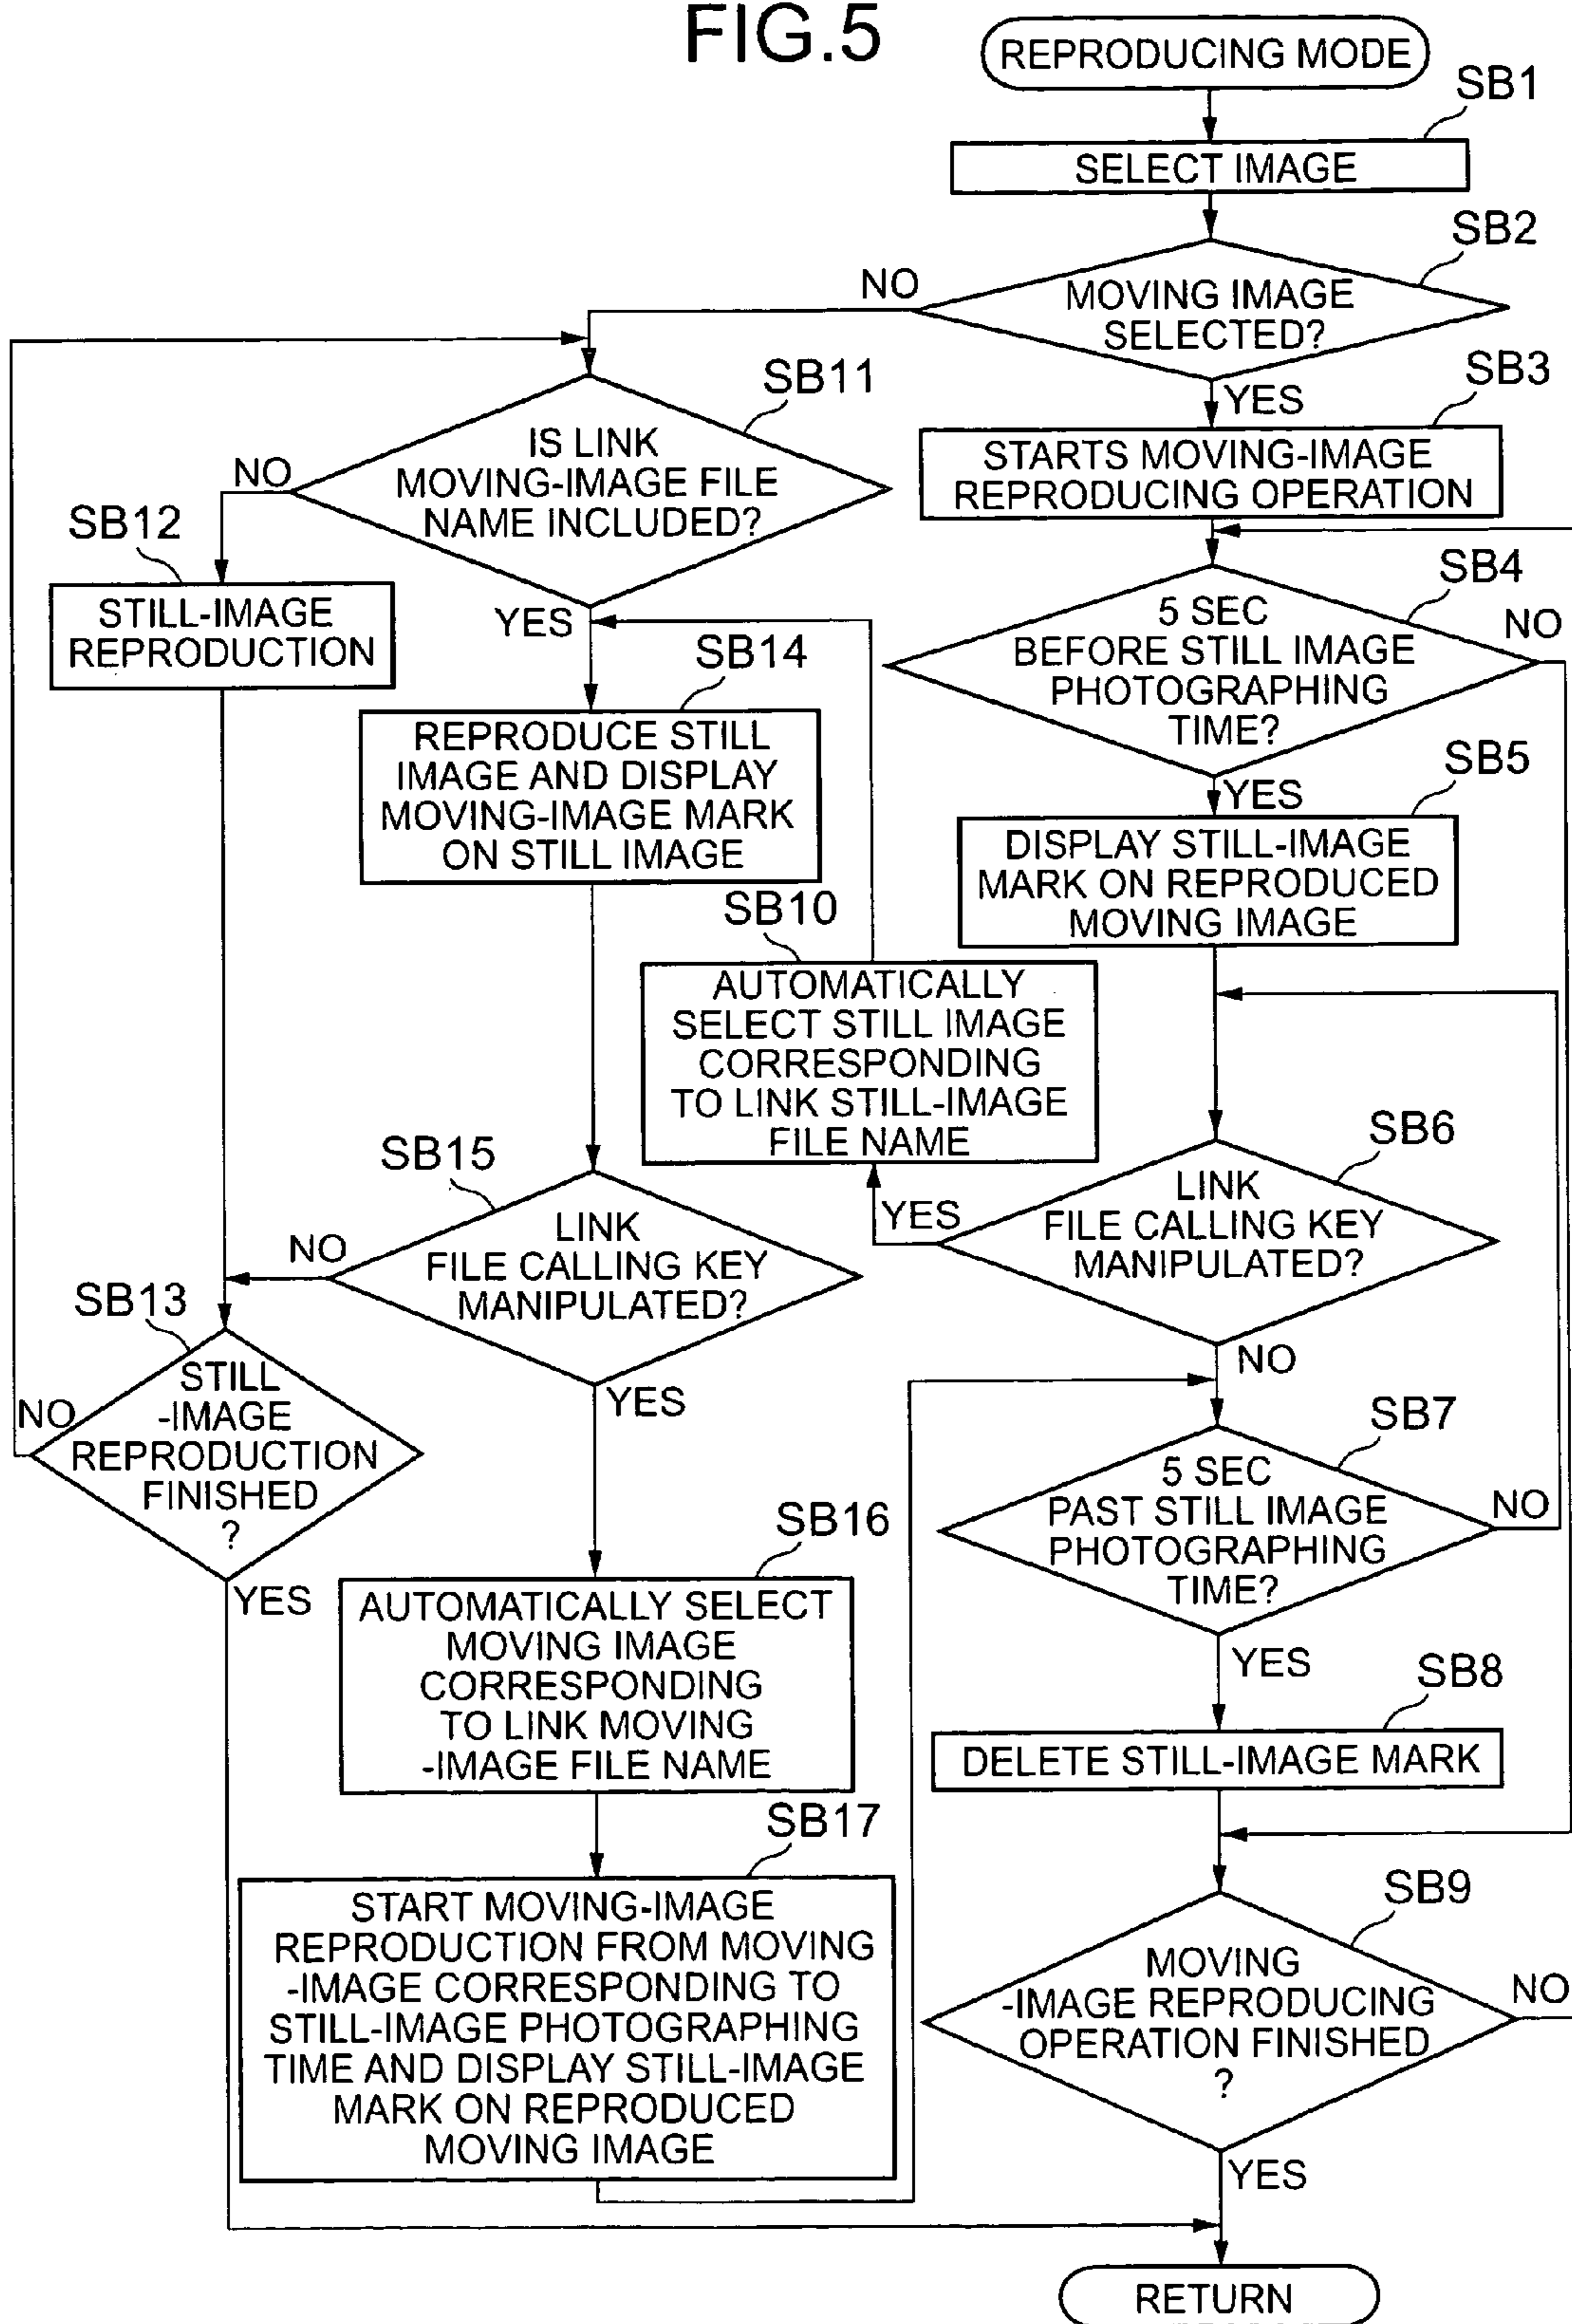 FIG.5
REPRODUCING MODE
SB1
SELECT IMAGE
SB2
MOVING IMAGE
SELECTED?
NO
YES
SB3
STARTS MOVING-IMAGE
REPRODUCING OPERATION
SB4
5 SEC
BEFORE STILL IMAGE
PHOTOGRAPHING
TIME?
NO
YES
SB5
DISPLAY STILL-IMAGE
MARK ON REPRODUCED
MOVING IMAGE
SB6
LINK
FILE CALLING KEY
MANIPULATED?
YES
NO
SB7
5 SEC
PAST STILL IMAGE
PHOTOGRAPHING
TIME?
NO
YES
SB8
DELETE STILL-IMAGE MARK
SB9
MOVING
-IMAGE REPRODUCING
OPERATION FINISHED
?
NO
YES
SB10
AUTOMATICALLY
SELECT STILL IMAGE
CORRESPONDING
TO LINK STILL-IMAGE
FILE NAME
SB11
IS LINK
MOVING-IMAGE FILE
NAME INCLUDED?
NO
YES
SB12
STILL-IMAGE
REPRODUCTION
SB13
STILL
-IMAGE
REPRODUCTION
FINISHED
?
NO
YES
SB14
REPRODUCE STILL
IMAGE AND DISPLAY
MOVING-IMAGE MARK
ON STILL IMAGE
SB15
LINK
FILE CALLING KEY
MANIPULATED?
NO
YES
SB16
AUTOMATICALLY SELECT
MOVING IMAGE
CORRESPONDING
TO LINK MOVING
-IMAGE FILE NAME
SB17
START MOVING-IMAGE
REPRODUCTION FROM MOVING
-IMAGE CORRESPONDING TO
STILL-IMAGE PHOTOGRAPHING
TIME AND DISPLAY STILL-IMAGE
MARK ON REPRODUCED
MOVING IMAGE
RETURN